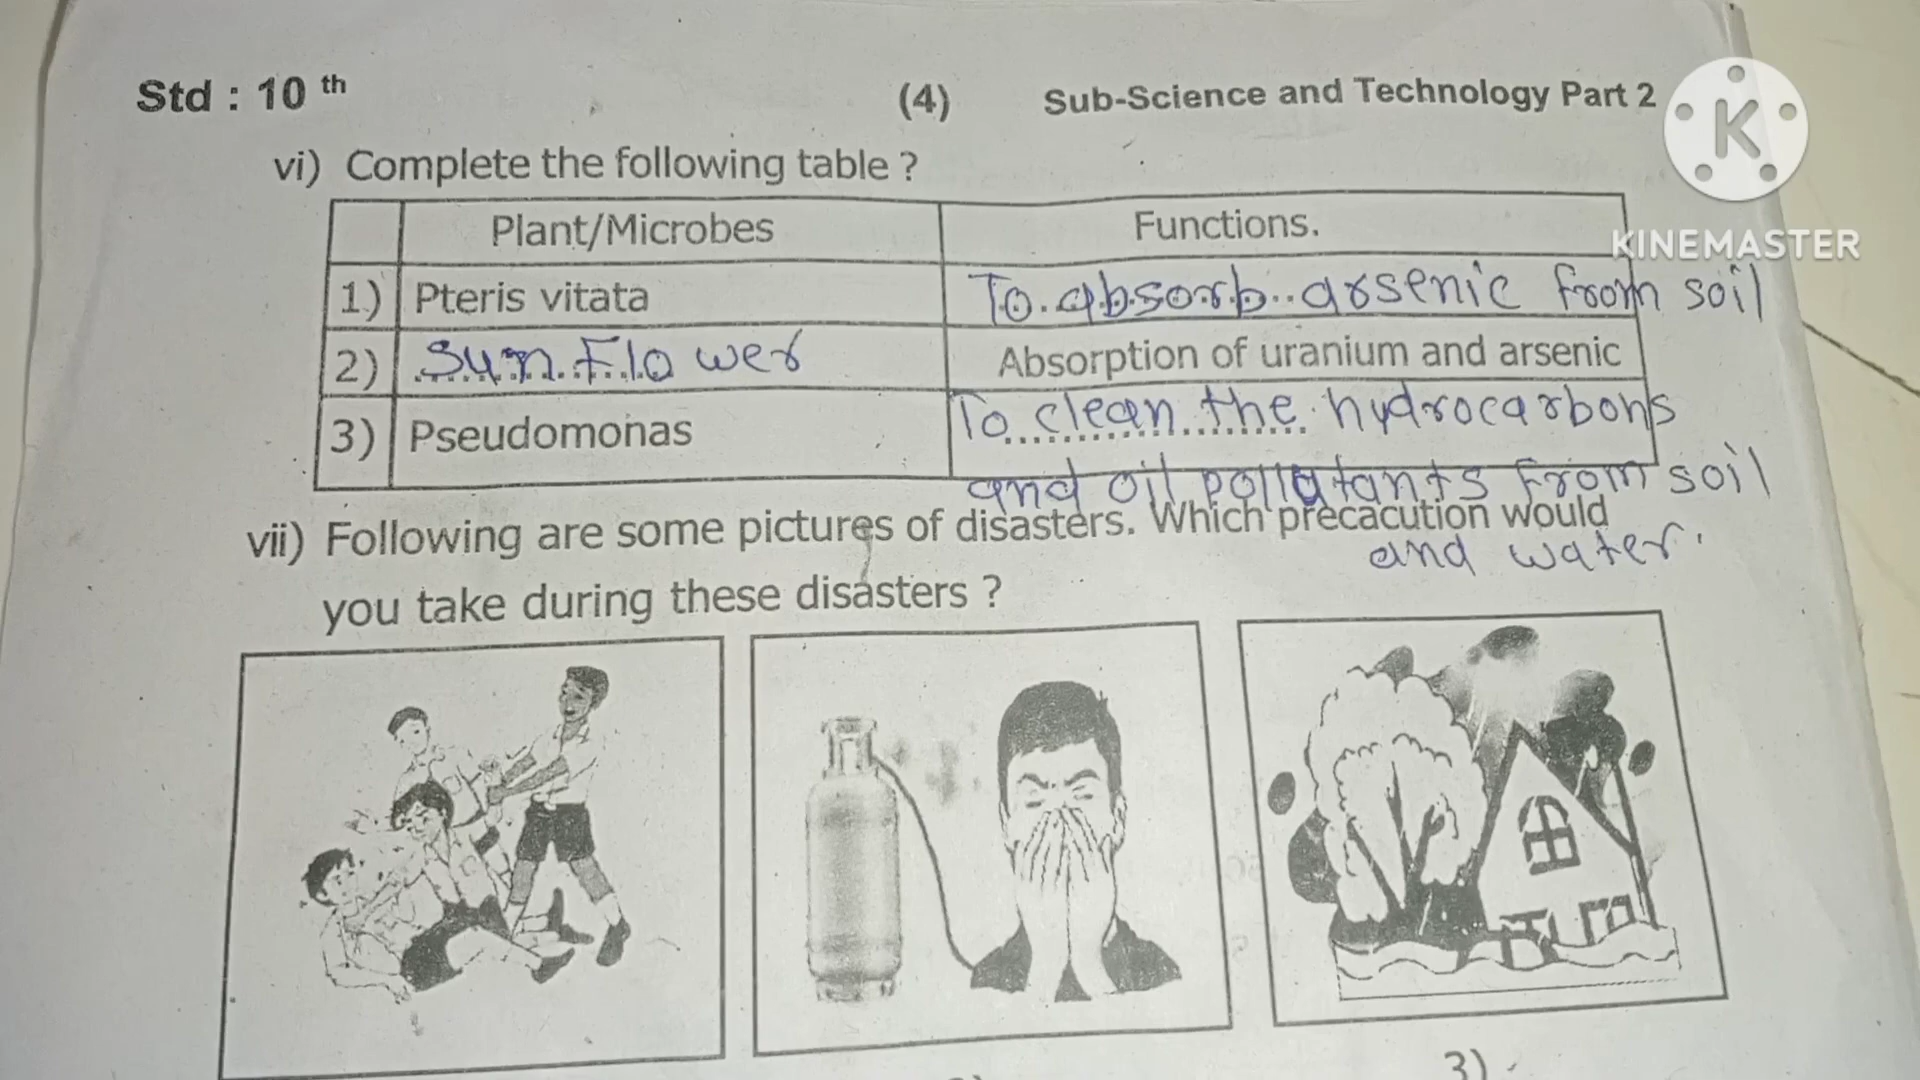 Std : 10 th (4) Sub-Science and Technology Part 2
K
KINEMASTER
vi) Complete the following table ?
Plant/Microbes Functions.
1.) Pteris vitata To absorb arsenic from soil
2) Sun Flower Absorption of uranium and arsenic
3) Pseudomonas To clean the hydrocarbons
and oil pollutants from soil
and water.
vii) Following are some pictures of disasters. Which precacution would
you take during these disasters ?
3)